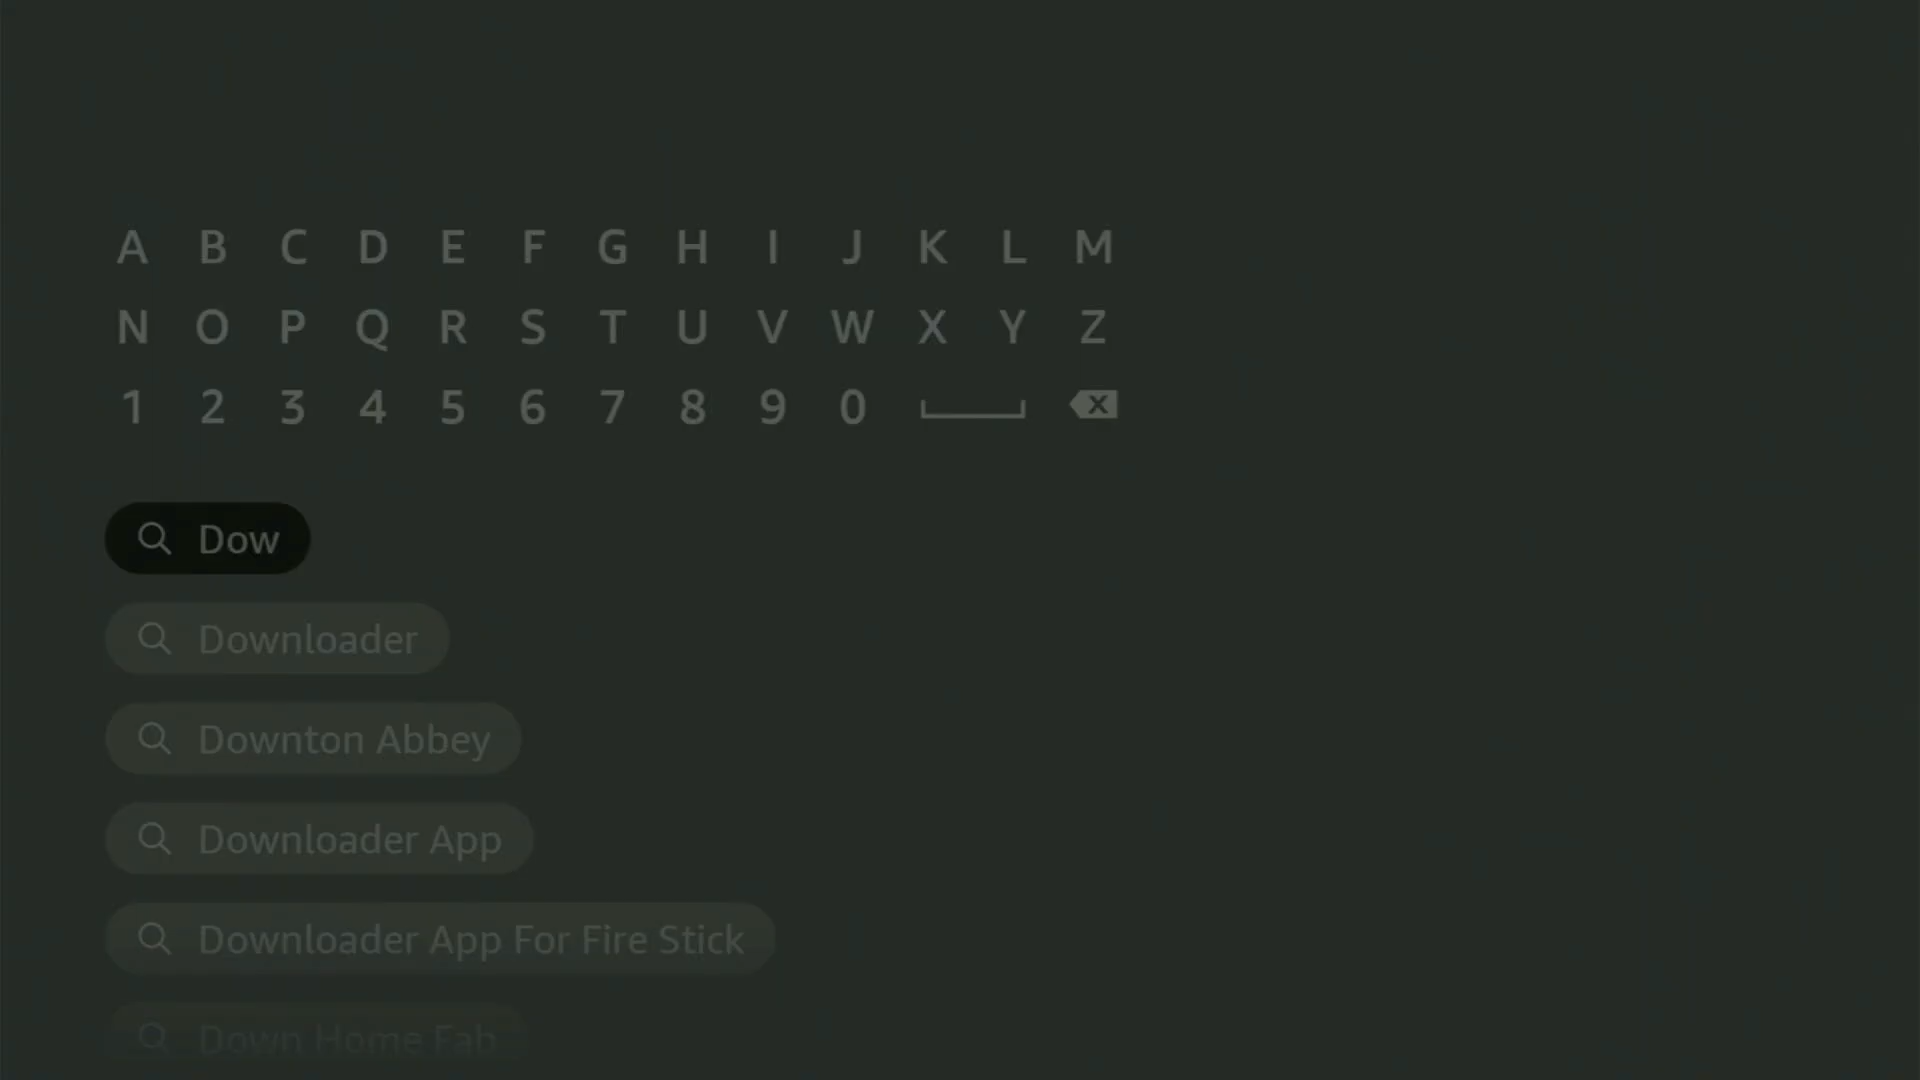 A B C D E F G H I J K L M
N O P Q R S T U V W X Y Z
1 2 3 4 5 6 7 8 9 0
Dow
Downloader
Downton Abbey
Downloader App
Downloader App For Fire Stick
Down Home Fab